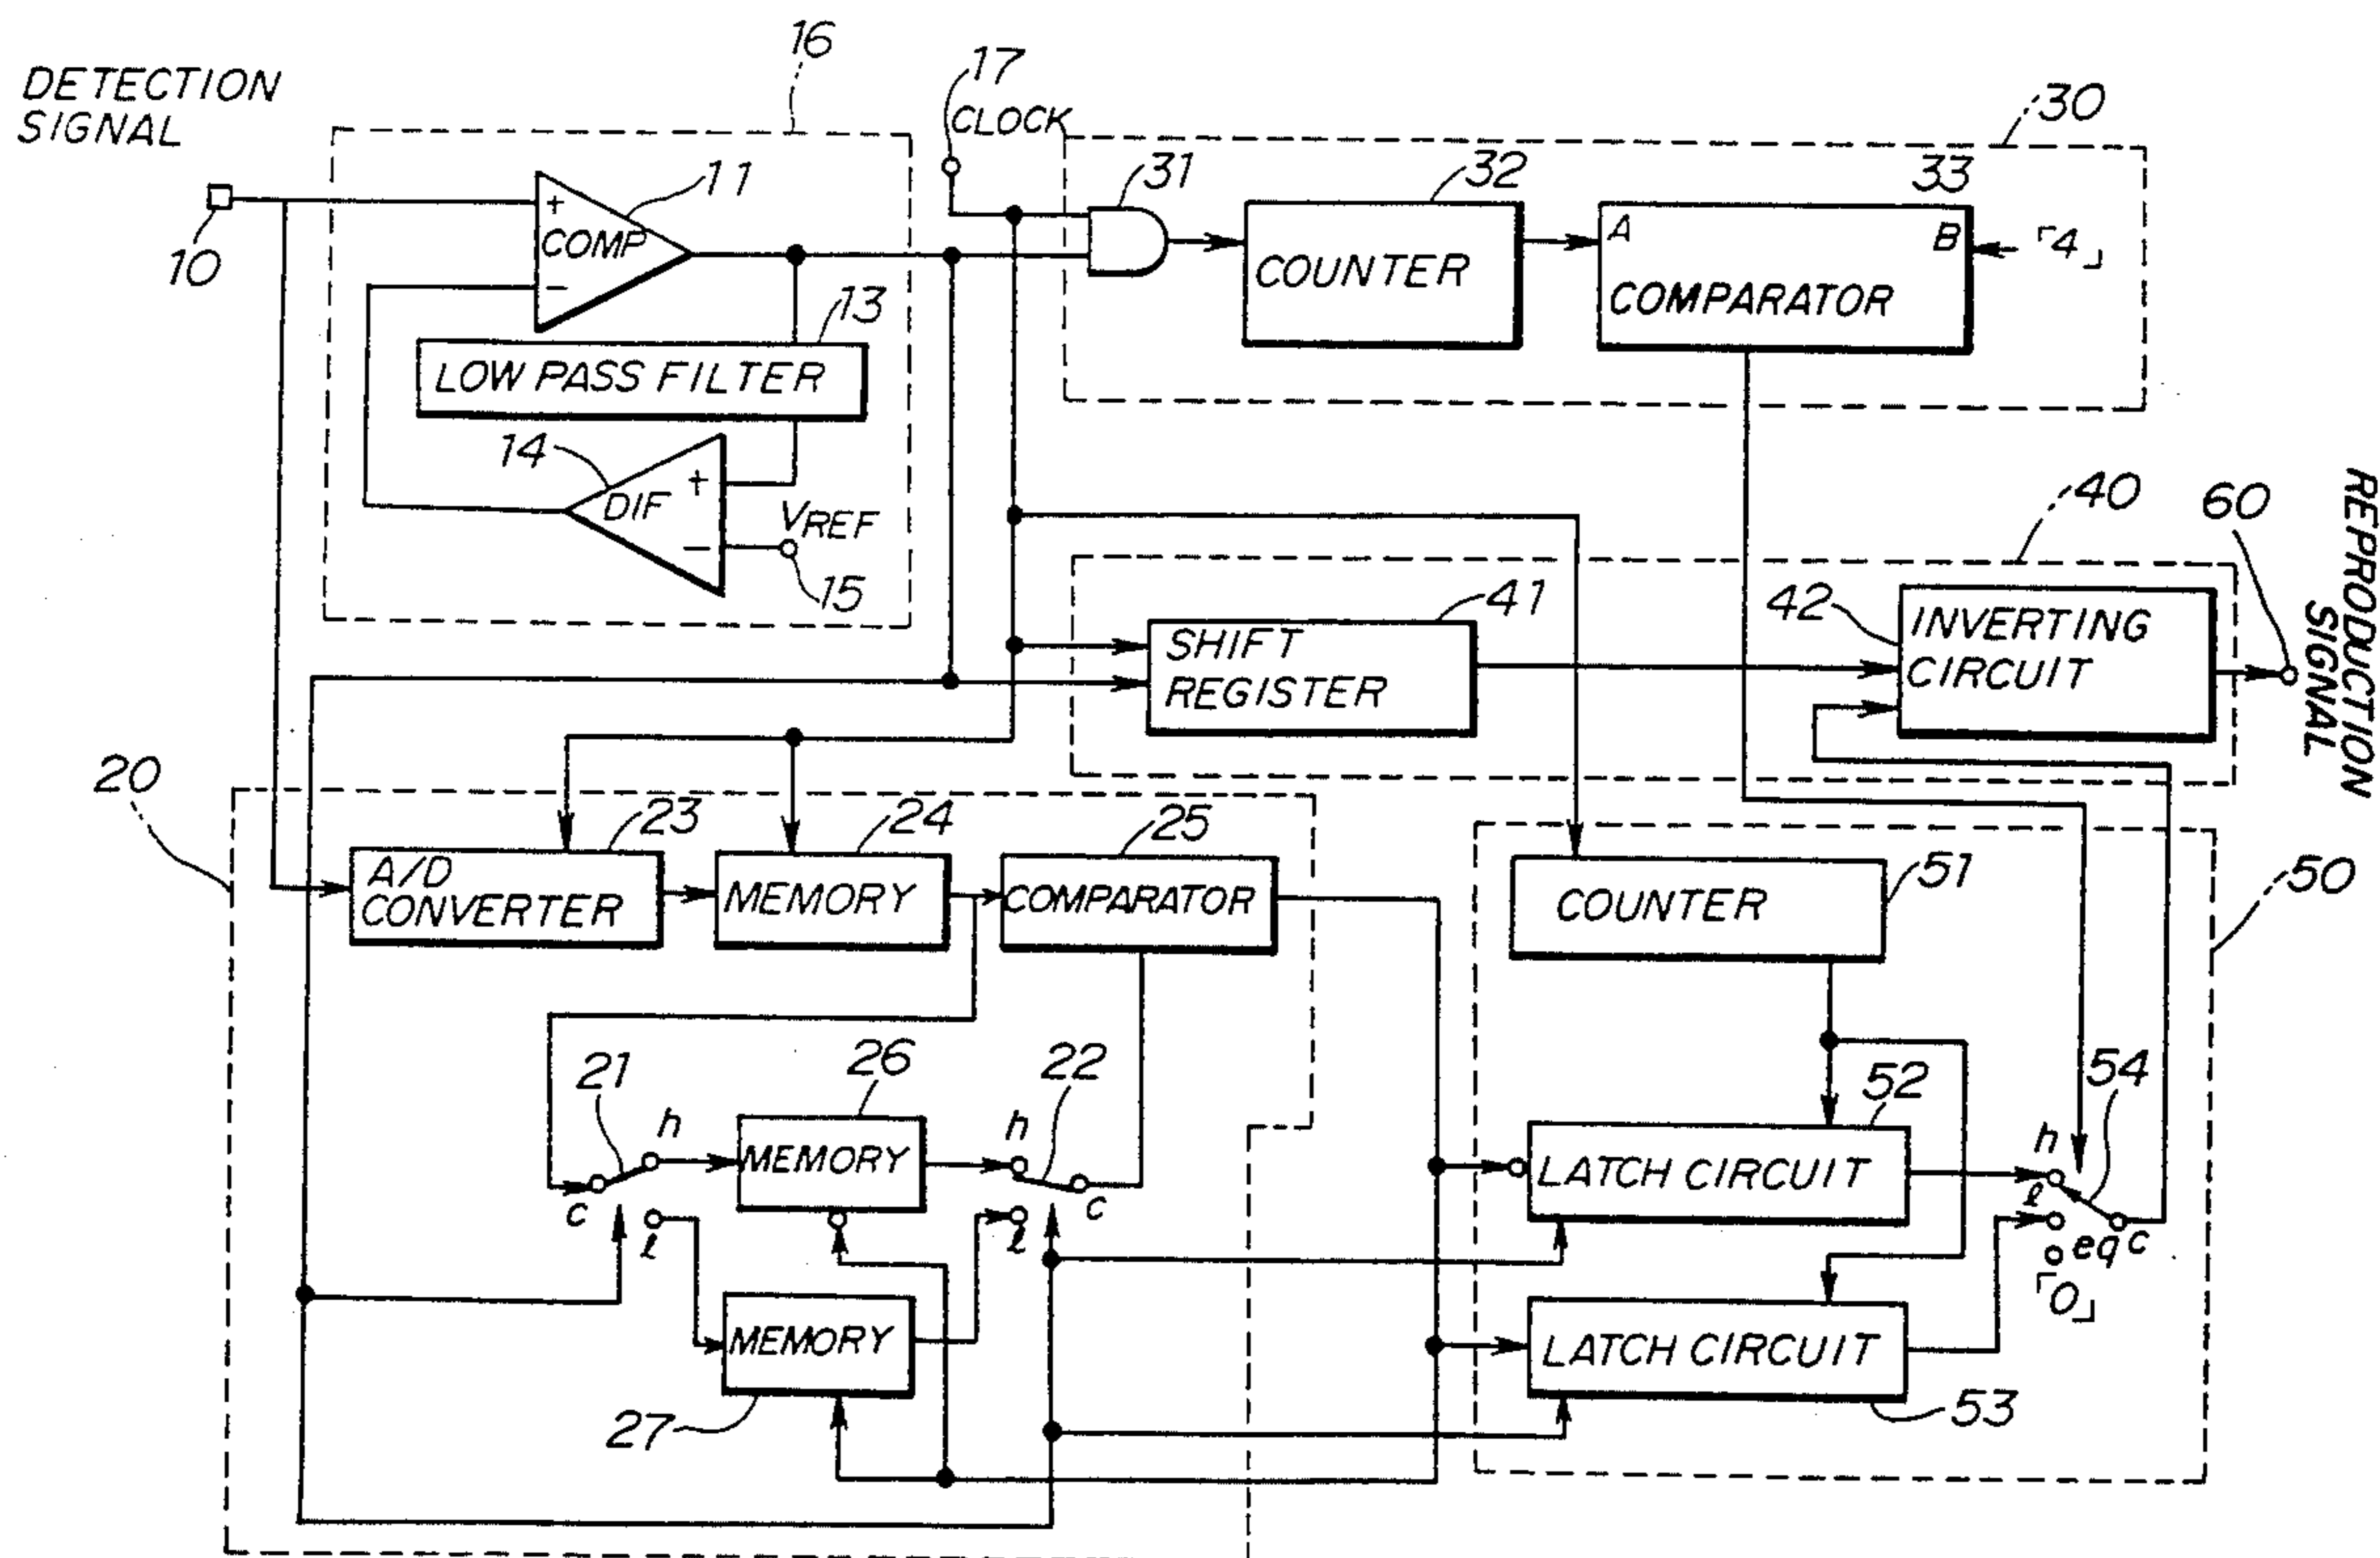 DETECTION
SIGNAL
10
16
11
+
COMP
−
13
LOW PASS FILTER
14
DIF
+
−
VREF
15
17
CLOCK
30
31
32
COUNTER
33
A
B
「4」
COMPARATOR
40
41
SHIFT
REGISTER
42
INVERTING
CIRCUIT
60
REPRODUCTION
SIGNAL
20
23
A/D
CONVERTER
24
MEMORY
25
COMPARATOR
21
h
c
l
26
MEMORY
22
h
c
l
27
MEMORY
50
51
COUNTER
52
LATCH CIRCUIT
53
LATCH CIRCUIT
54
h
l
eq
c
「0」